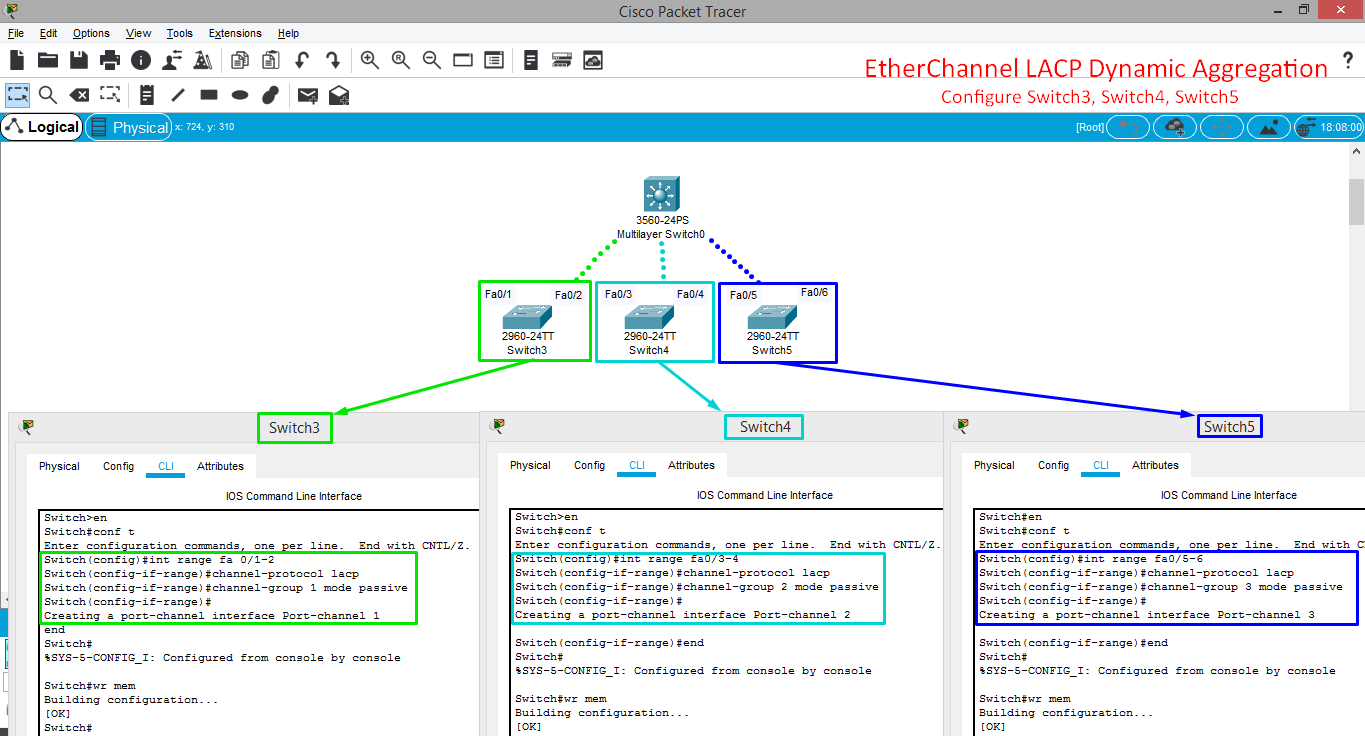 Cisco Packet Tracer
File Edit Options View Tools Extensions Help
EtherChannel LACP Dynamic Aggregation
Configure Switch3, Switch4, Switch5
Logical Physical x: 724, y: 310 [Root] 18:08:00
3560-24PS
Multilayer Switch0
Fa0/1 Fa0/2 Fa0/3 Fa0/4 Fa0/5 Fa0/6
2960-24TT 2960-24TT 2960-24TT
Switch3 Switch4 Switch5
Switch3
Physical Config CLI Attributes
IOS Command Line Interface
Switch>en
Switch#conf t
Enter configuration commands, one per line.  End with CNTL/Z.
Switch(config)#int range fa 0/1-2
Switch(config-if-range)#channel-protocol lacp
Switch(config-if-range)#channel-group 1 mode passive
Switch(config-if-range)#
Creating a port-channel interface Port-channel 1
end
Switch#
%SYS-5-CONFIG_I: Configured from console by console
Switch#wr mem
Building configuration...
[OK]
Switch#
Switch4
Physical Config CLI Attributes
IOS Command Line Interface
Switch>en
Switch#conf t
Enter configuration commands, one per line.  End with CNTL/Z.
Switch(config)#int range fa0/3-4
Switch(config-if-range)#channel-protocol lacp
Switch(config-if-range)#channel-group 2 mode passive
Switch(config-if-range)#
Creating a port-channel interface Port-channel 2
Switch(config-if-range)#end
Switch#
%SYS-5-CONFIG_I: Configured from console by console
Switch#wr mem
Building configuration...
[OK]
Switch5
Physical Config CLI Attributes
IOS Command Line Interface
Switch#en
Switch#conf t
Enter configuration commands, one per line.  End with CNT
Switch(config)#int range fa0/5-6
Switch(config-if-range)#channel-protocol lacp
Switch(config-if-range)#channel-group 3 mode passive
Switch(config-if-range)#
Creating a port-channel interface Port-channel 3
Switch(config-if-range)#end
Switch#
%SYS-5-CONFIG_I: Configured from console by console
Switch#wr mem
Building configuration...
[OK]